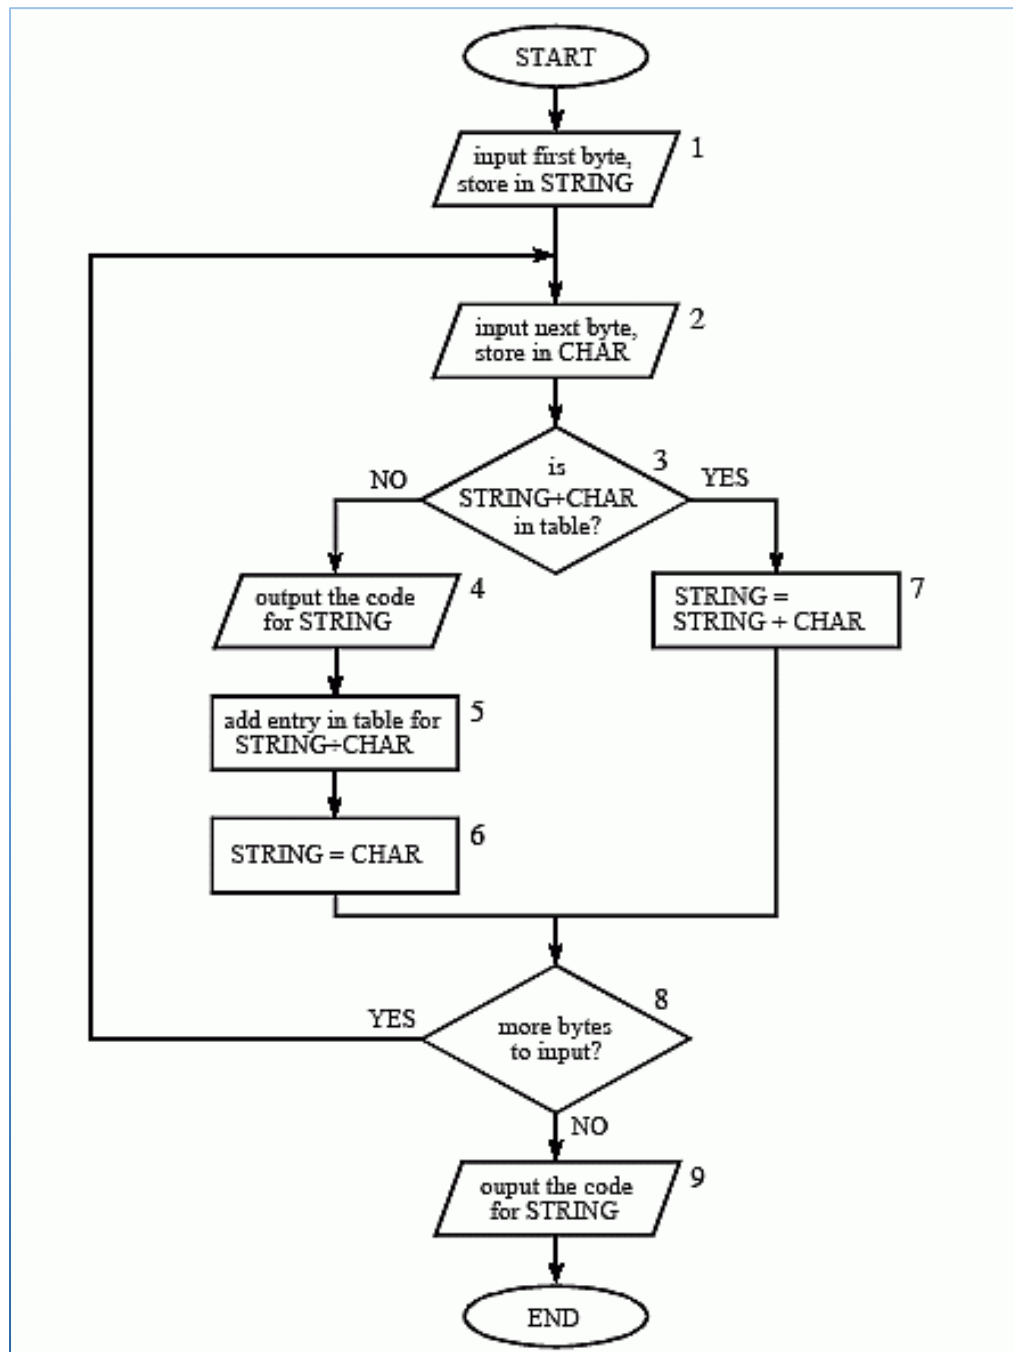 START
input first byte,
store in STRING
1
input next byte,
store in CHAR
2
is
STRING+CHAR
in table?
3
NO
YES
output the code
for STRING
4
STRING =
STRING + CHAR
7
add entry in table for
STRING+CHAR
5
STRING = CHAR
6
more bytes
to input?
8
YES
NO
ouput the code
for STRING
9
END